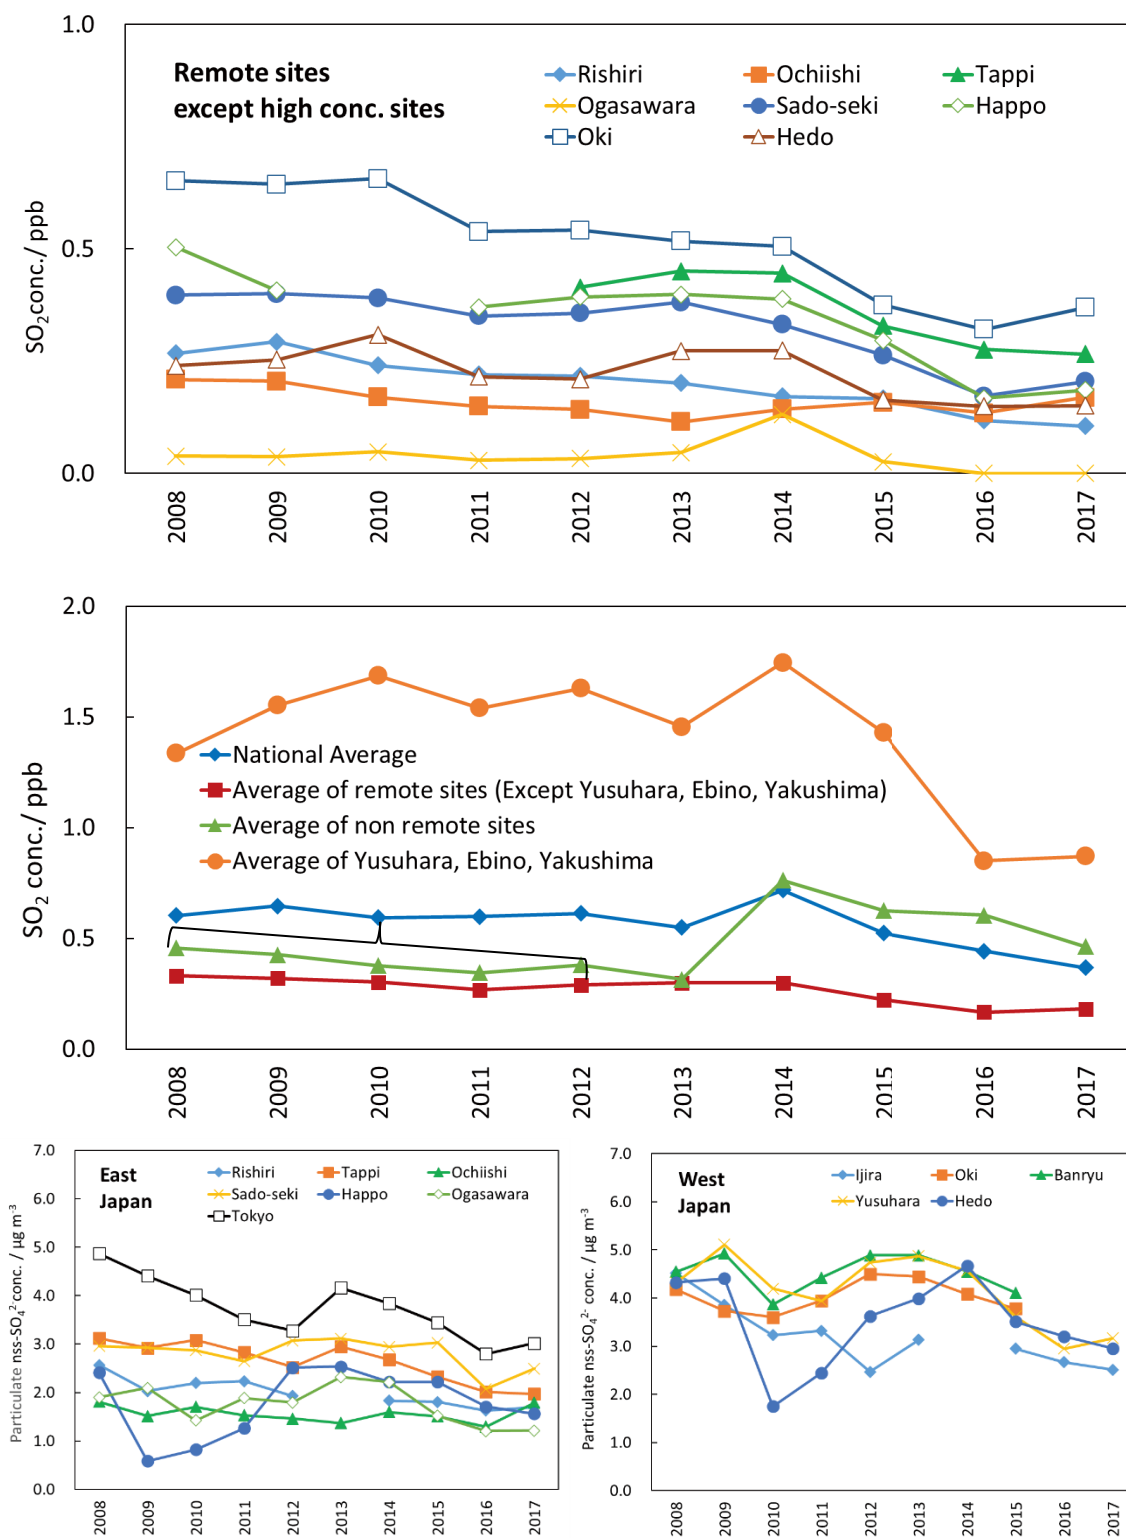 1.0
0.5
0.0
SO2 conc./ ppb
Remote sites
except high conc. sites
Rishiri Ochiishi Tappi
Ogasawara Sado-seki Happo
Oki Hedo
2008 2009 2010 2011 2012 2013 2014 2015 2016 2017
2.0
1.5
1.0
0.5
0.0
SO2 conc./ ppb
National Average
Average of remote sites (Except Yusuhara, Ebino, Yakushima)
Average of non remote sites
Average of Yusuhara, Ebino, Yakushima
2008 2009 2010 2011 2012 2013 2014 2015 2016 2017
7.0
6.0
5.0
4.0
3.0
2.0
1.0
0.0
Particulate nss-SO4²⁻ conc. / µg m⁻³
East
Japan
Rishiri Tappi Ochiishi
Sado-seki Happo Ogasawara
Tokyo
2008 2009 2010 2011 2012 2013 2014 2015 2016 2017
7.0
6.0
5.0
4.0
3.0
2.0
1.0
0.0
Particulate nss-SO4²⁻ conc. / µg m⁻³
West
Japan
Ijira Oki Banryu
Yusuhara Hedo
2008 2009 2010 2011 2012 2013 2014 2015 2016 2017